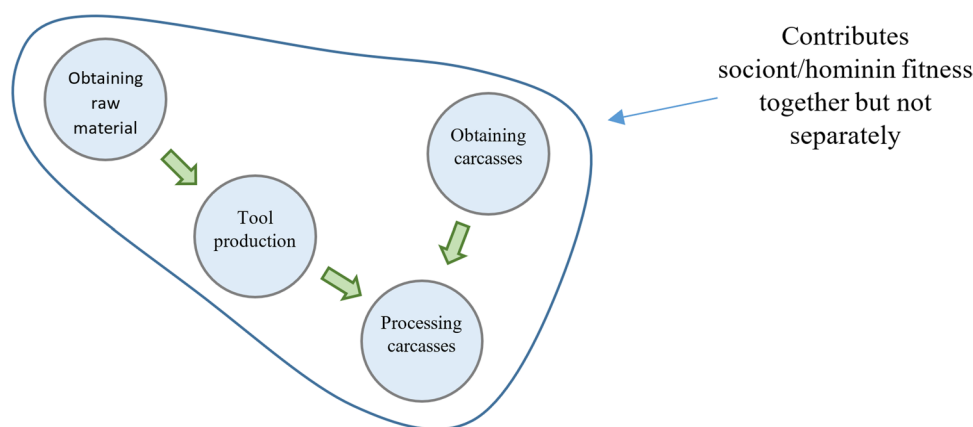 Obtaining
raw
material
Tool
production
Obtaining
carcasses
Processing
carcasses
Contributes
sociont/hominin fitness
together but not
separately